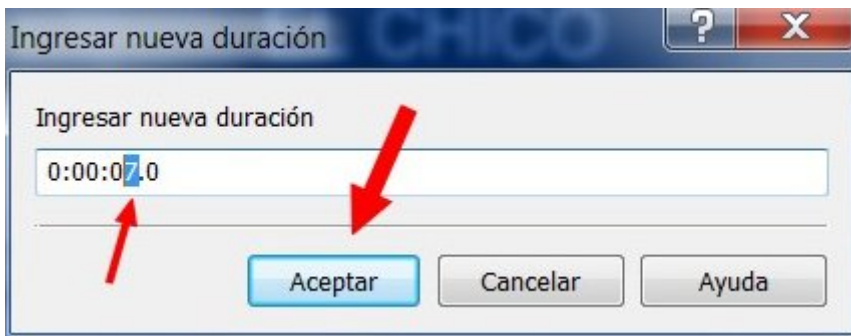 Ingresar nueva duración
CHICO
?
X
Ingresar nueva duración
0:00:07.0
Aceptar
Cancelar
Ayuda